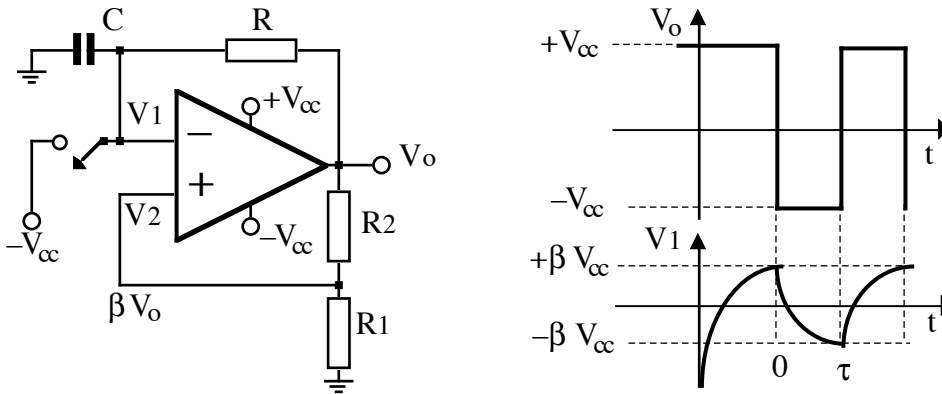 C
R
+Vcc
V1
−
+
Vo
V2
−Vcc
−Vcc
R2
βVo
R1
Vo
+Vcc
t
−Vcc
V1
+β Vcc
t
−β Vcc
0
τ